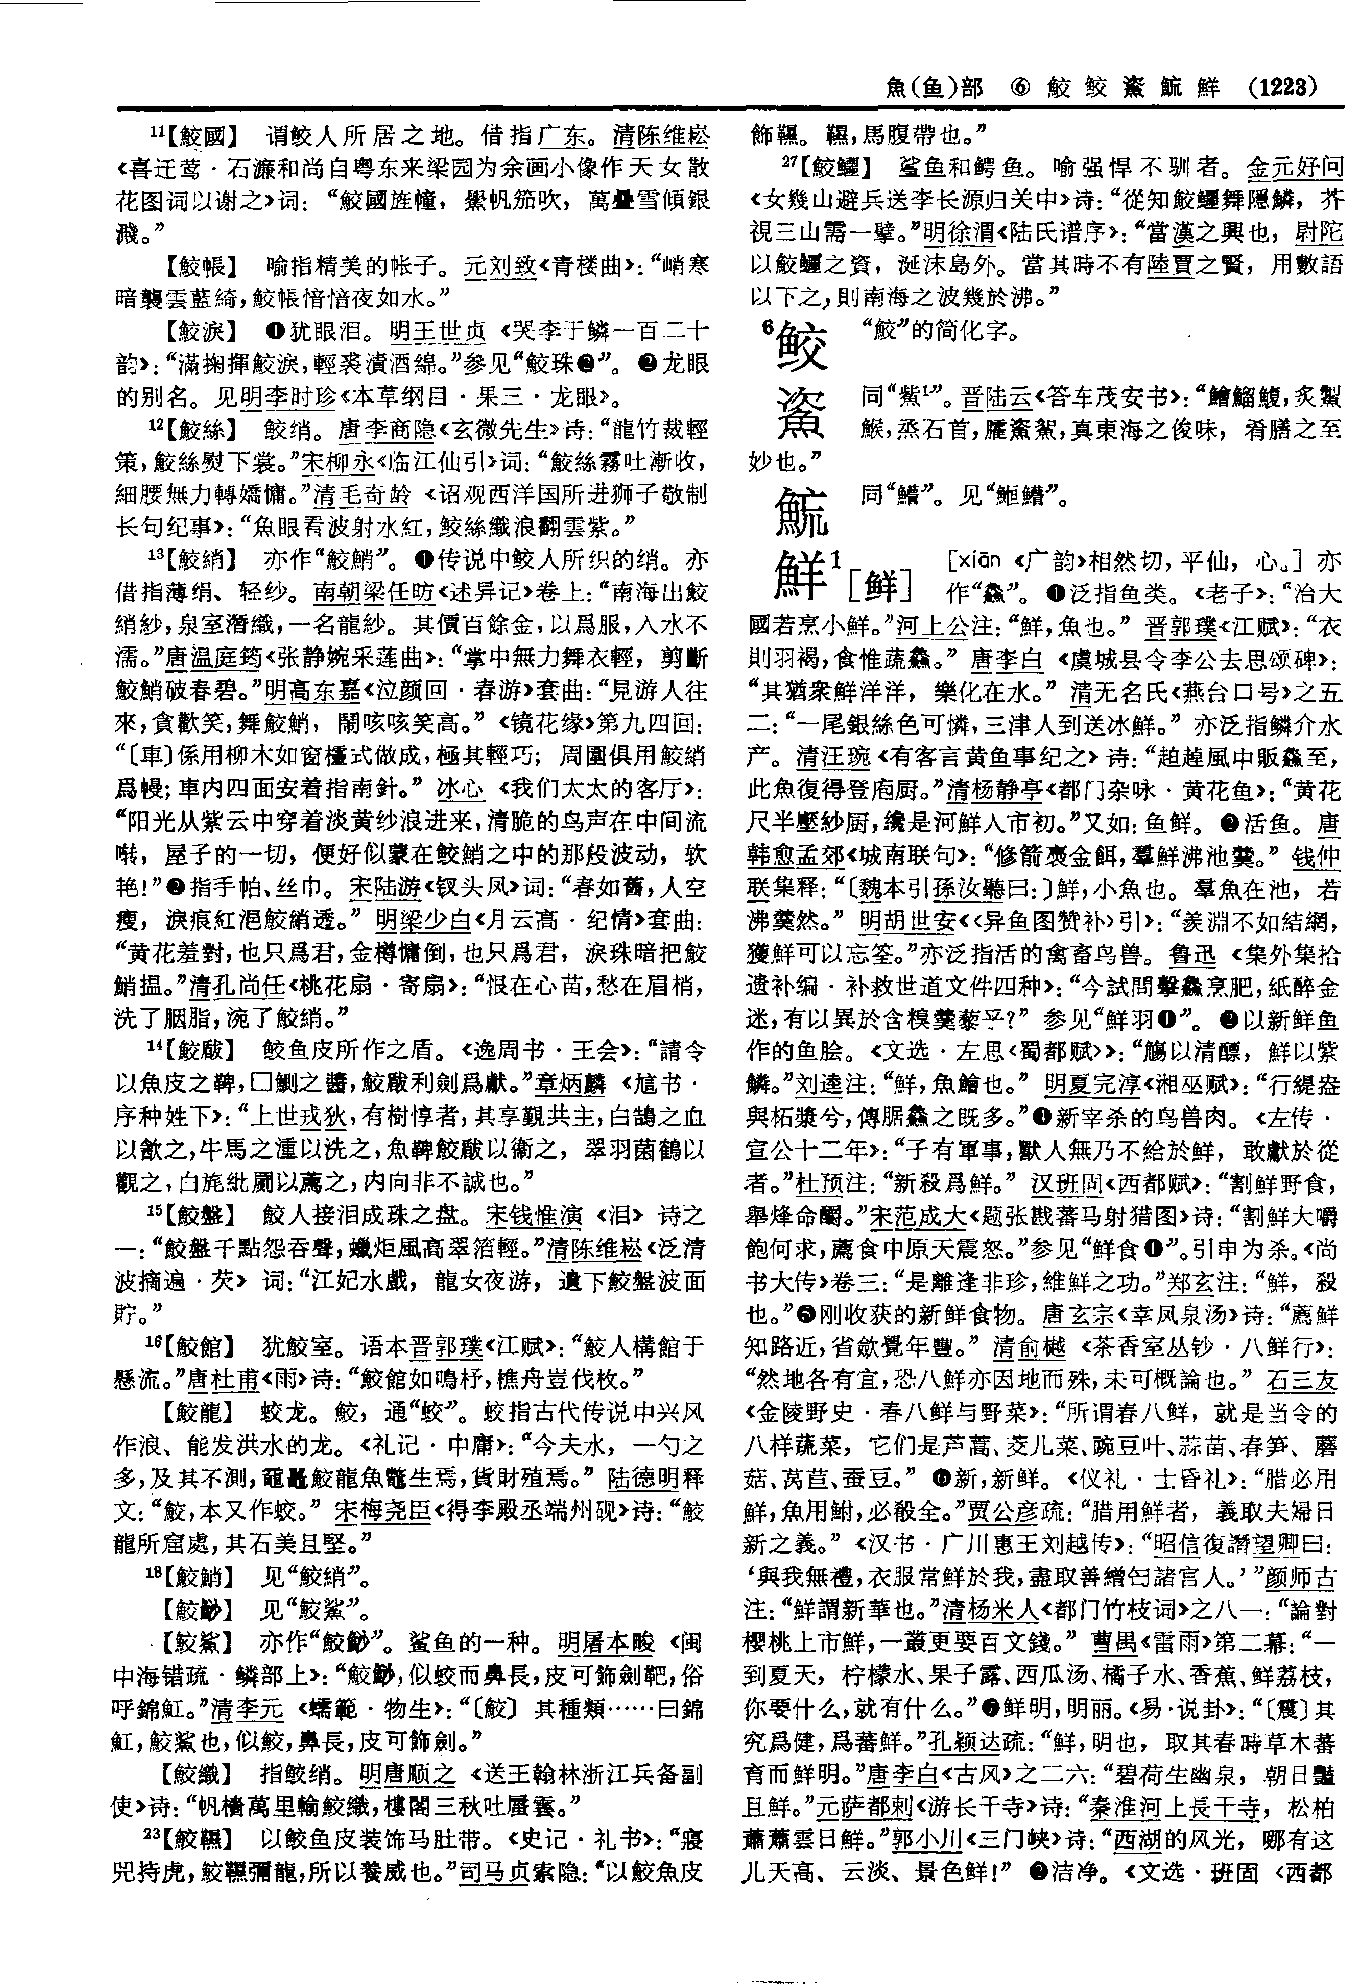 魚(鱼)部 ⑥ 鮫 鲛 鮺 鯍 鮮 (1223)
¹¹【鮫國】 谓鲛人所居之地。借指广东。清陈维崧
《喜迁莺·石濂和尚自粤东来梁园为余画小像作天女散
花图词以谢之》词：“鮫國旌幢，鱟帆笳吹，萬疊雪傾銀
濺。”
【鮫帳】 喻指精美的帐子。元刘致《青楼曲》：“峭寒
暗襲雲藍綺，鮫帳愔愔夜如水。”
【鮫淚】 ❶犹眼泪。明王世贞《哭李于鳞一百二十
韵》：“滿掬揮鮫淚，輕裘漬酒綿。”参见“鮫珠❷”。❷龙眼
的别名。见明李时珍《本草纲目·果三·龙眼》。
¹²【鮫絲】 鲛绡。唐李商隐《玄微先生》诗：“龍竹裁輕
策，鮫絲熨下裳。”宋柳永《临江仙引》词：“鮫絲霧吐漸收，
細腰無力轉嬌慵。”清毛奇龄《诏观西洋国所进狮子敬制
长句纪事》：“魚眼看波射水紅，鮫絲織浪翻雲紫。”
¹³【鮫綃】 亦作“鮫鮹”。❶传说中鲛人所织的绡。亦
借指薄绢、轻纱。南朝梁任昉《述异记》卷上：“南海出鮫
綃紗，泉室潛織，一名龍紗。其價百餘金，以爲服，入水不
濡。”唐温庭筠《张静婉采莲曲》：“掌中無力舞衣輕，剪斷
鮫鮹破春碧。”明高东嘉《泣颜回·春游》套曲：“見游人往
來，貪歡笑，舞鮫鮹，鬧咳咳笑高。”《镜花缘》第九四回：
“〔車〕係用柳木如窗櫺式做成，極其輕巧；周圍俱用鮫綃
爲幔；車内四面安着指南針。”冰心《我们太太的客厅》：
“阳光从紫云中穿着淡黄纱浪进来，清脆的鸟声在中间流
啭，屋子的一切，便好似蒙在鮫綃之中的那段波动，软
艳！”❷指手帕、丝巾。宋陆游《钗头凤》词：“春如舊，人空
瘦，淚痕紅浥鮫綃透。”明梁少白《月云高·纪情》套曲：
“黄花羞對，也只爲君，金樽慵倒，也只爲君，淚珠暗把鮫
鮹揾。”清孔尚任《桃花扇·寄扇》：“恨在心苗，愁在眉梢，
洗了胭脂，涴了鮫綃。”
¹⁴【鮫瞂】 鲛鱼皮所作之盾。《逸周书·王会》：“請令
以魚皮之鞞，□鰂之醬，鮫瞂利劍爲獻。”章炳麟《訄书·
序种姓下》：“上世戎狄，有樹惇者，其享覲共主，白鵠之血
以㱃之，牛馬之湩以洗之，魚鞞鮫瞂以衛之，翠羽菌鶴以
觀之，白旄紕罽以薦之，内向非不誠也。”
¹⁵【鮫盤】 鲛人接泪成珠之盘。宋钱惟演《泪》诗之
一：“鮫盤千點怨吞聲，蠟炬風高翠箔輕。”清陈维崧《泛清
波摘遍·芡》词：“江妃水戲，龍女夜游，遺下鮫盤波面
貯。”
¹⁶【鮫館】 犹鲛室。语本晋郭璞《江赋》：“鮫人構館于
懸流。”唐杜甫《雨》诗：“鮫館如鳴杼，樵舟豈伐枚。”
【鮫龍】 蛟龙。鮫，通“蛟”。蛟指古代传说中兴风
作浪、能发洪水的龙。《礼记·中庸》：“今夫水，一勺之
多，及其不測，黿鼉鮫龍魚鼈生焉，貨財殖焉。”陆德明释
文：“鮫，本又作蛟。”宋梅尧臣《得李殿丞端州砚》诗：“鮫
龍所窟處，其石美且堅。”
¹⁸【鮫鮹】 见“鮫綃”。
【鮫魦】 见“鮫鯊”。
【鮫鯊】 亦作“鮫魦”。鲨鱼的一种。明屠本畯《闽
中海错疏·鳞部上》：“鮫魦，似蛟而鼻長，皮可飾劍靶，俗
呼錦魟。”清李元《蠕範·物生》：“〔鮫〕其種類……曰錦
魟，鮫鯊也，似鮫，鼻長，皮可飾劍。”
【鮫織】 指鲛绡。明唐顺之《送王翰林浙江兵备副
使》诗：“帆檣萬里輸鮫織，樓閣三秋吐蜃雲。”
²³【鮫韅】 以鲛鱼皮装饰马肚带。《史记·礼书》：“寢
兕持虎，鮫韅彌龍，所以養威也。”司马贞索隐：“以鮫魚皮
飾韅。韅，馬腹帶也。”
²⁷【鮫鱷】 鲨鱼和鳄鱼。喻强悍不驯者。金元好问
《女幾山避兵送李长源归关中》诗：“從知鮫鱷舞隱鱗，芥
視三山需一擘。”明徐渭《陆氏谱序》：“當漢之興也，尉陀
以鮫鱷之資，涎沫島外。當其時不有陸賈之賢，用數語
以下之，則南海之波幾於沸。”
⁶鲛 “鮫”的简化字。
鮺 同“鮆¹”。晋陆云《答车茂安书》：“鱠鰡鰒，炙䱥
鯸，烝石首，臛鮺䰼，真東海之俊味，肴膳之至
妙也。”
同“鱧”。见“鮔鱧”。
鮮¹[鲜] [xiān《广韵》相然切，平仙，心。]亦
作“鱻”。❶泛指鱼类。《老子》：“治大
國若烹小鮮。”河上公注：“鮮，魚也。”晋郭璞《江赋》：“衣
則羽褐，食惟蔬鱻。”唐李白《虞城县令李公去思颂碑》：
“其猶衆鮮洋洋，樂化在水。”清无名氏《燕台口号》之五
二：“一尾銀絲色可憐，三津人到送冰鮮。”亦泛指鳞介水
产。清汪琬《有客言黄鱼事纪之》诗：“趠趠風中販鱻至，
此魚復得登庖厨。”清杨静亭《都门杂咏·黄花鱼》：“黄花
尺半壓紗厨，纔是河鮮入市初。”又如：鱼鲜。❷活鱼。唐
韩愈孟郊《城南联句》：“修箭裊金餌，羣鮮沸池羹。”钱仲
联集释：“〔魏本引孫汝聽曰：〕鮮，小魚也。羣魚在池，若
沸羹然。”明胡世安《〈异鱼图赞补〉引》：“羨淵不如結網，
獲鮮可以忘筌。”亦泛指活的禽畜鸟兽。鲁迅《集外集拾
遗补编·补救世道文件四种》：“今試問擊鱻烹肥，紙醉金
迷，有以異於含糗羹藜乎？”参见“鮮羽❶”。❸以新鲜鱼
作的鱼脍。《文选·左思〈蜀都赋〉》：“觴以清醥，鮮以紫
鱗。”刘逵注：“鮮，魚鱠也。”明夏完淳《湘巫赋》：“行緹盎
與柘漿兮，傅腒鱻之既多。”❹新宰杀的鸟兽肉。《左传·
宣公十二年》：“子有軍事，獸人無乃不給於鮮，敢獻於從
者。”杜预注：“新殺爲鮮。”汉班固《西都赋》：“割鮮野食，
舉烽命釂。”宋范成大《题张戡蕃马射猎图》诗：“割鮮大嚼
飽何求，薦食中原天震怒。”参见“鮮食❶”。引申为杀。《尚
书大传》卷三：“是離逢非沴，維鮮之功。”郑玄注：“鮮，殺
也。”❺刚收获的新鲜食物。唐玄宗《幸凤泉汤》诗：“薦鮮
知路近，省斂覺年豐。”清俞樾《茶香室丛钞·八鲜行》：
“然地各有宜，恐八鮮亦因地而殊，未可概論也。”石三友
《金陵野史·春八鲜与野菜》：“所谓春八鲜，就是当令的
八样蔬菜，它们是芦蒿、茭儿菜、豌豆叶、蒜苗、春笋、蘑
菇、莴苣、蚕豆。”❻新，新鲜。《仪礼·士昏礼》：“腊必用
鮮，魚用鮒，必殽全。”贾公彦疏：“腊用鮮者，義取夫婦日
新之義。”《汉书·广川惠王刘越传》：“昭信復譖望卿曰：
‘與我無禮，衣服常鮮於我，盡取善繒匄諸宮人。’”颜师古
注：“鮮謂新華也。”清杨米人《都门竹枝词》之八一：“論對
櫻桃上市鮮，一叢更要百文錢。”曹禺《雷雨》第二幕：“一
到夏天，柠檬水、果子露、西瓜汤、橘子水、香蕉、鲜荔枝，
你要什么，就有什么。”❼鲜明，明丽。《易·说卦》：“〔震〕其
究爲健，爲蕃鮮。”孔颖达疏：“鮮，明也，取其春時草木蕃
育而鮮明。”唐李白《古风》之二六：“碧荷生幽泉，朝日豔
且鮮。”元萨都剌《游长干寺》诗：“秦淮河上長干寺，松柏
蕭蕭雲日鮮。”郭小川《三门峡》诗：“西湖的风光，哪有这
儿天高、云淡、景色鲜！”❽洁净。《文选·班固〈西都